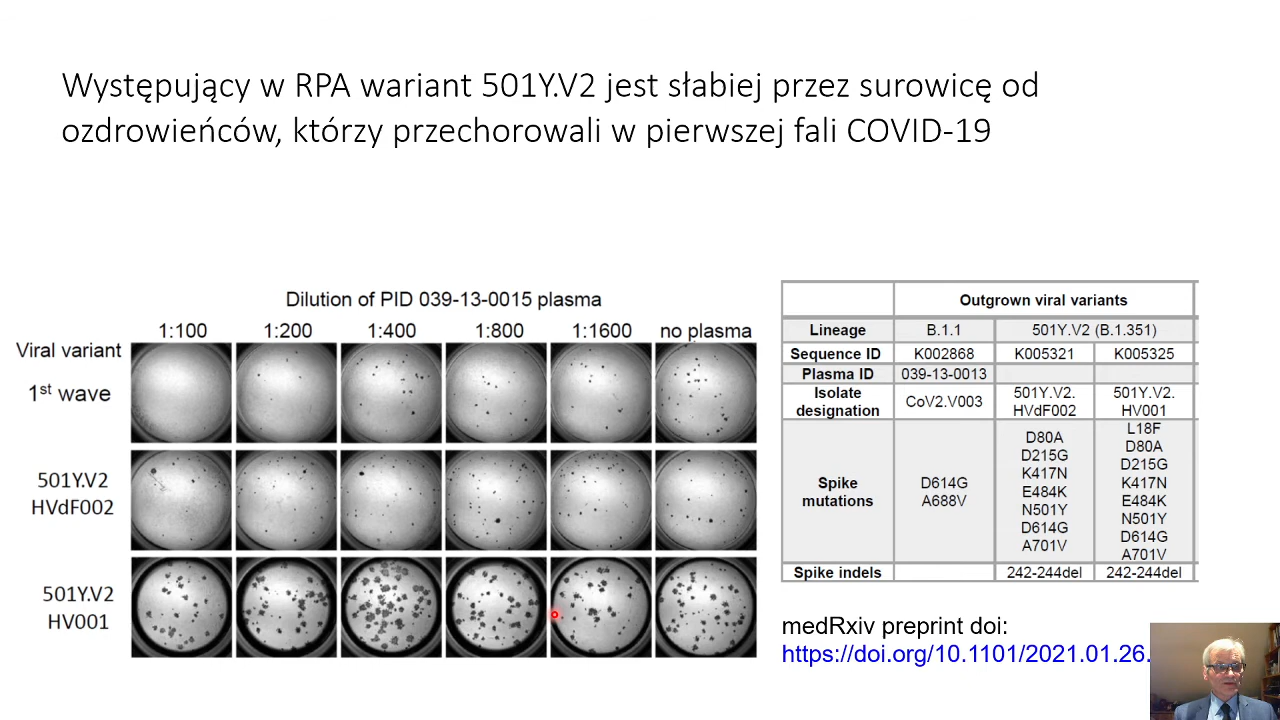 Występujący w RPA wariant 501Y.V2 jest słabiej przez surowicę od
ozdrowieńców, którzy przechorowali w pierwszej fali COVID-19
Dilution of PID 039-13-0015 plasma
1:100 1:200 1:400 1:800 1:1600 no plasma
Viral variant
1st wave
501Y.V2
HVdF002
501Y.V2
HV001
Outgrown viral variants
Lineage B.1.1 501Y.V2 (B.1.351)
Sequence ID K002868 K005321 K005325
Plasma ID 039-13-0013
Isolate designation CoV2.V003 501Y.V2. HVdF002 501Y.V2. HV001
Spike mutations
D614G
A688V
D80A
D215G
K417N
E484K
N501Y
D614G
A701V
L18F
D80A
D215G
K417N
E484K
N501Y
D614G
A701V
Spike indels 242-244del 242-244del
medRxiv preprint doi:
https://doi.org/10.1101/2021.01.26.